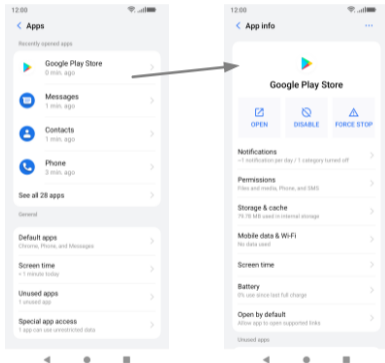 12:00
Apps
Recently opened apps
Google Play Store
0 min. ago
Messages
1 min. ago
Contacts
1 min. ago
Phone
3 min. ago
See all 28 apps
General
Default apps
Chrome, Phone, and Messages
Screen time
< 1 minute today
Unused apps
1 unused app
Special app access
1 app can use unrestricted data
12:00
App info
Google Play Store
OPEN
DISABLE
FORCE STOP
Notifications
~1 notification per day / 1 category turned off
Permissions
Files and media, Phone, and SMS
Storage & cache
79.78 MB used in internal storage
Mobile data & Wi-Fi
No data used
Screen time
Battery
0% use since last full charge
Open by default
Allow app to open supported links
Unused apps